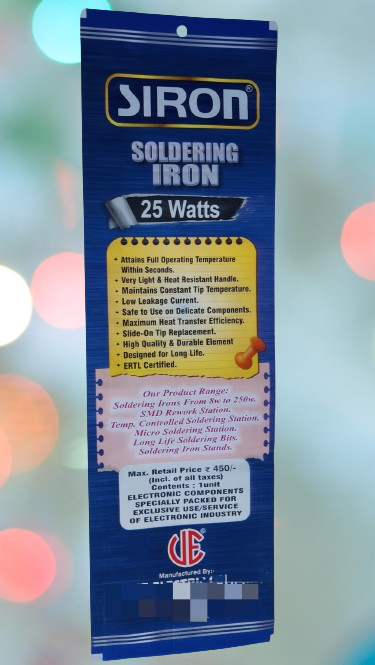 SIRON®
SOLDERING
IRON
25 Watts
• Attains Full Operating Temperature
Within Seconds.
• Very Light & Heat Resistant Handle.
• Maintains Constant Tip Temperature.
• Low Leakage Current.
• Safe to Use on Delicate Components.
• Maximum Heat Transfer Efficiency.
• Slide-On Tip Replacement.
• High Quality & Durable Element
• Designed for Long Life.
• ERTL Certified.
Our Product Range:
Soldering Irons From 8w to 250w.
SMD Rework Station.
Temp. Controlled Soldering Station.
Micro Soldering Station.
Long Life Soldering Bits.
Soldering Iron Stands.
Max. Retail Price ₹ 450/-
(Incl. of all taxes)
Contents : 1unit
ELECTRONIC COMPONENTS
SPECIALLY PACKED FOR
EXCLUSIVE USE/SERVICE
OF ELECTRONIC INDUSTRY
UE®
Manufactured By:-